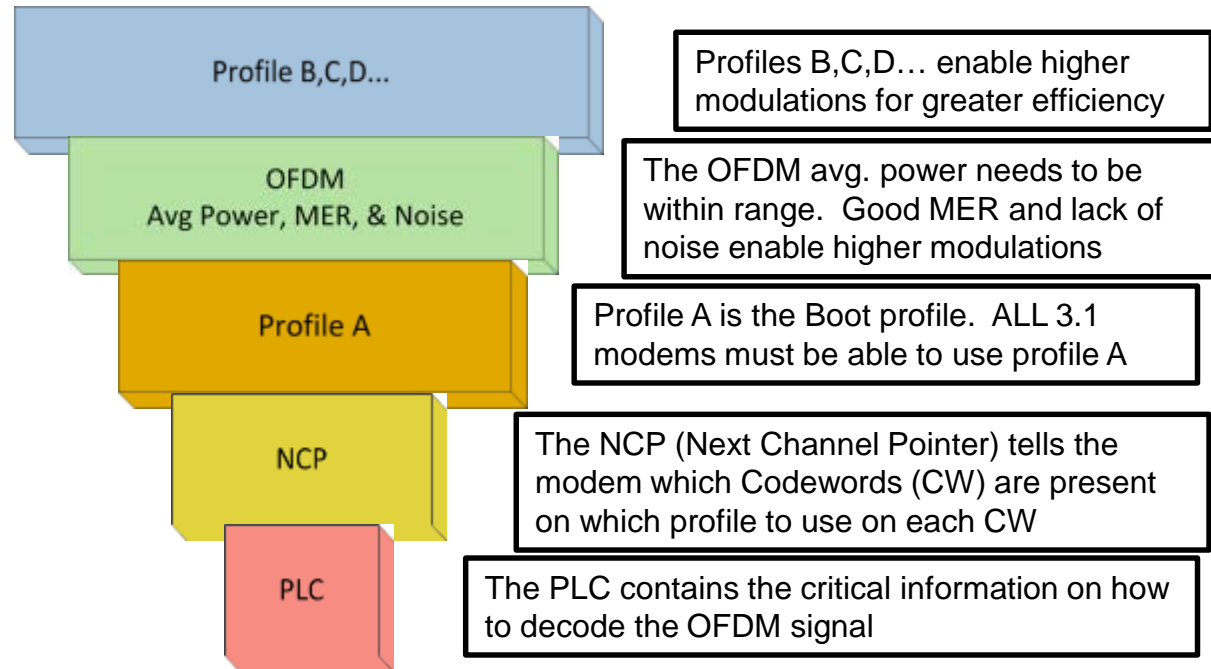 Profile B,C,D...
Profiles B,C,D… enable higher
modulations for greater efficiency
OFDM
Avg Power, MER, & Noise
The OFDM avg. power needs to be
within range.  Good MER and lack of
noise enable higher modulations
Profile A
Profile A is the Boot profile.  ALL 3.1
modems must be able to use profile A
NCP
The NCP (Next Channel Pointer) tells the
modem which Codewords (CW) are present
on which profile to use on each CW
PLC
The PLC contains the critical information on how
to decode the OFDM signal